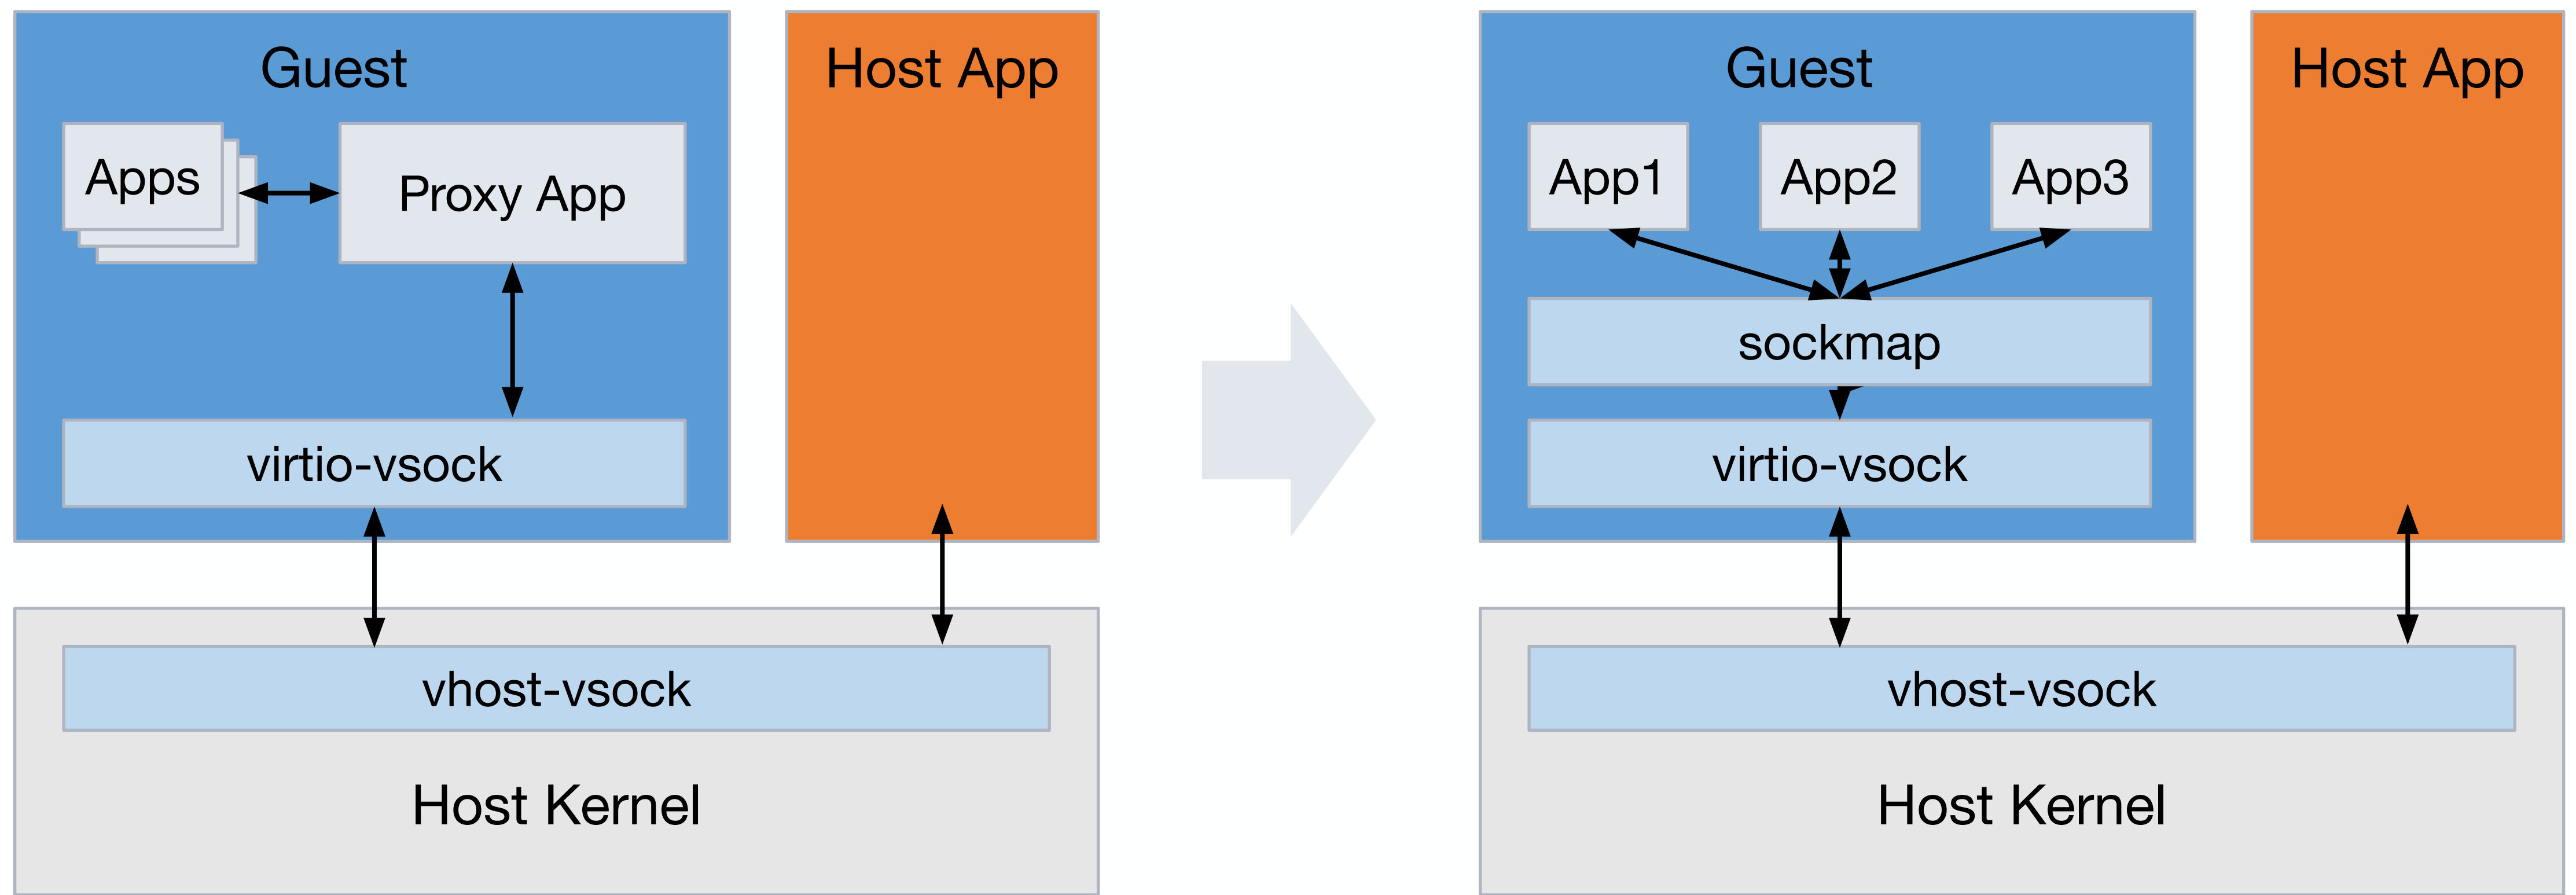 Guest
Host App
Apps
Proxy App
virtio-vsock
vhost-vsock
Host Kernel
Guest
Host App
App1
App2
App3
sockmap
virtio-vsock
vhost-vsock
Host Kernel